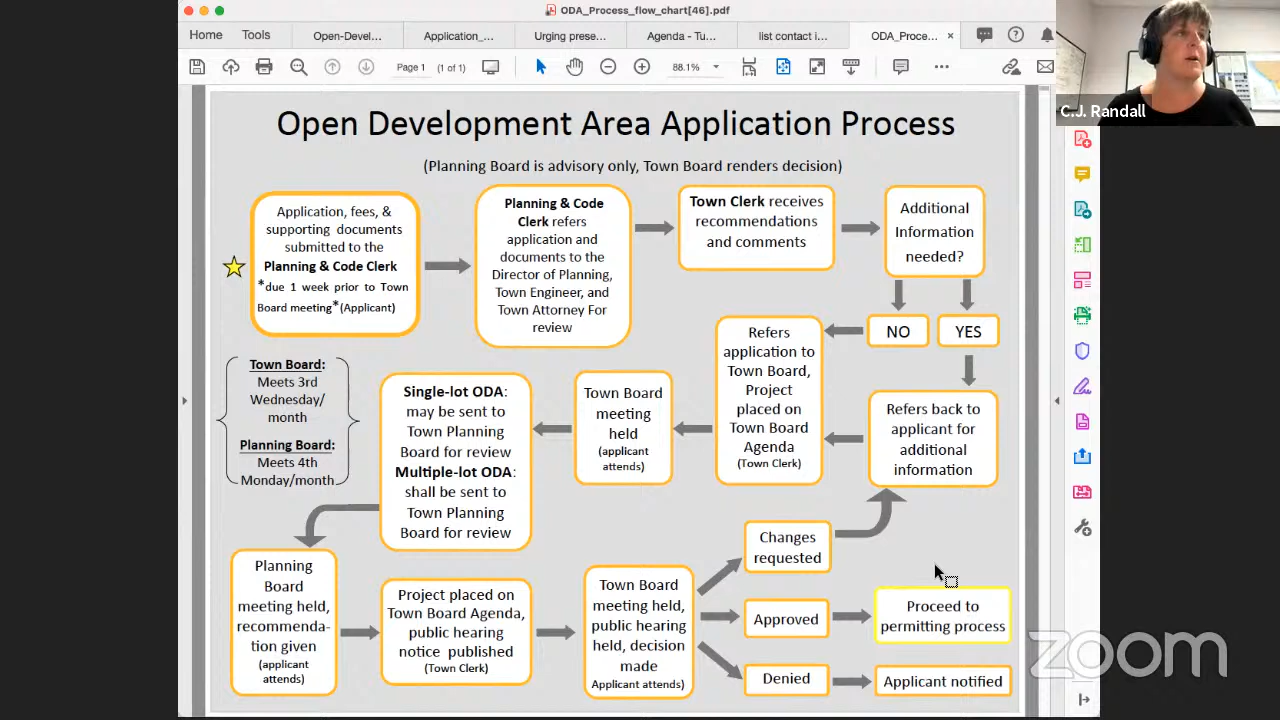 ODA_Process_flow_chart[46].pdf
Home
Tools
Open-Devel...
Application_...
Urging prese...
Agenda - Tu...
list contact i...
ODA_Proce...
Page 1
(1 of 1)
88.1%
C.J. Randall
Open Development Area Application Process
(Planning Board is advisory only, Town Board renders decision)
Application, fees, &
supporting documents
submitted to the
Planning & Code Clerk
*due 1 week prior to Town
Board meeting*(Applicant)
Planning & Code
Clerk refers
application and
documents to the
Director of Planning,
Town Engineer, and
Town Attorney For
review
Town Clerk receives
recommendations
and comments
Additional
Information
needed?
NO
YES
Refers
application to
Town Board,
Project
placed on
Town Board
Agenda
(Town Clerk)
Refers back to
applicant for
additional
information
Town Board
meeting
held
(applicant
attends)
Single-lot ODA:
may be sent to
Town Planning
Board for review
Multiple-lot ODA:
shall be sent to
Town Planning
Board for review
Town Board:
Meets 3rd
Wednesday/
month
Planning Board:
Meets 4th
Monday/month
Planning
Board
meeting held,
recommenda-
tion given
(applicant
attends)
Project placed on
Town Board Agenda,
public hearing
notice published
(Town Clerk)
Town Board
meeting held,
public hearing
held, decision
made
Applicant attends)
Changes
requested
Approved
Denied
Proceed to
permitting process
Applicant notified
zoom